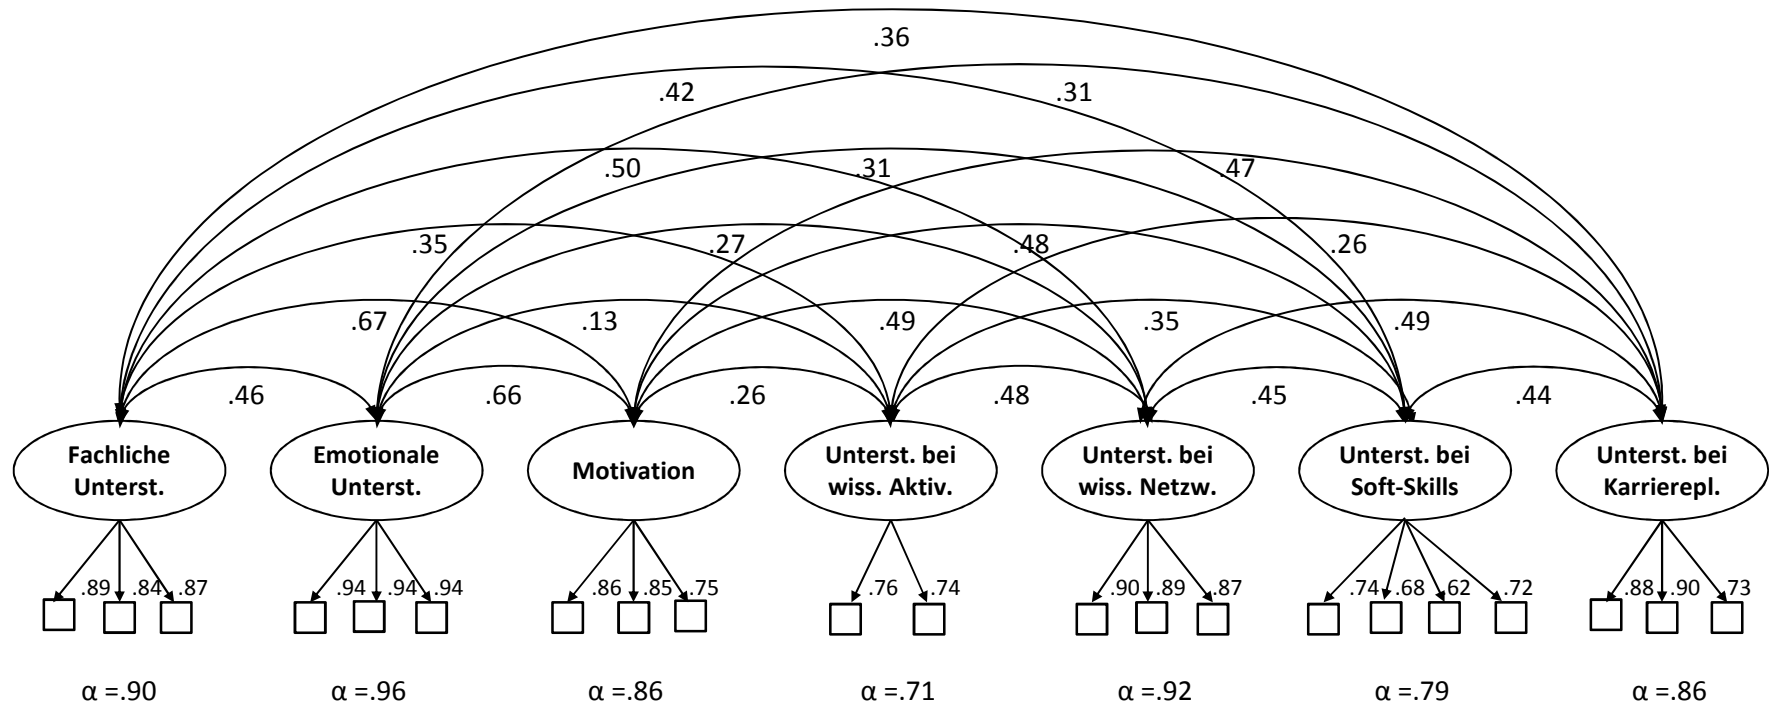 .36
.42 .31
.50 .31 .47
.35 .27 .48 .26
.67 .13 .49 .35 .49
.46 .66 .26 .48 .45 .44
Fachliche
Unterst.
Emotionale
Unterst.
Motivation
Unterst. bei
wiss. Aktiv.
Unterst. bei
wiss. Netzw.
Unterst. bei
Soft-Skills
Unterst. bei
Karrierepl.
.89 .84 .87 .94 .94 .94 .86 .85 .75 .76 .74 .90 .89 .87 .74 .68 .62 .72 .88 .90 .73
α =.90 α =.96 α =.86 α =.71 α =.92 α =.79 α =.86